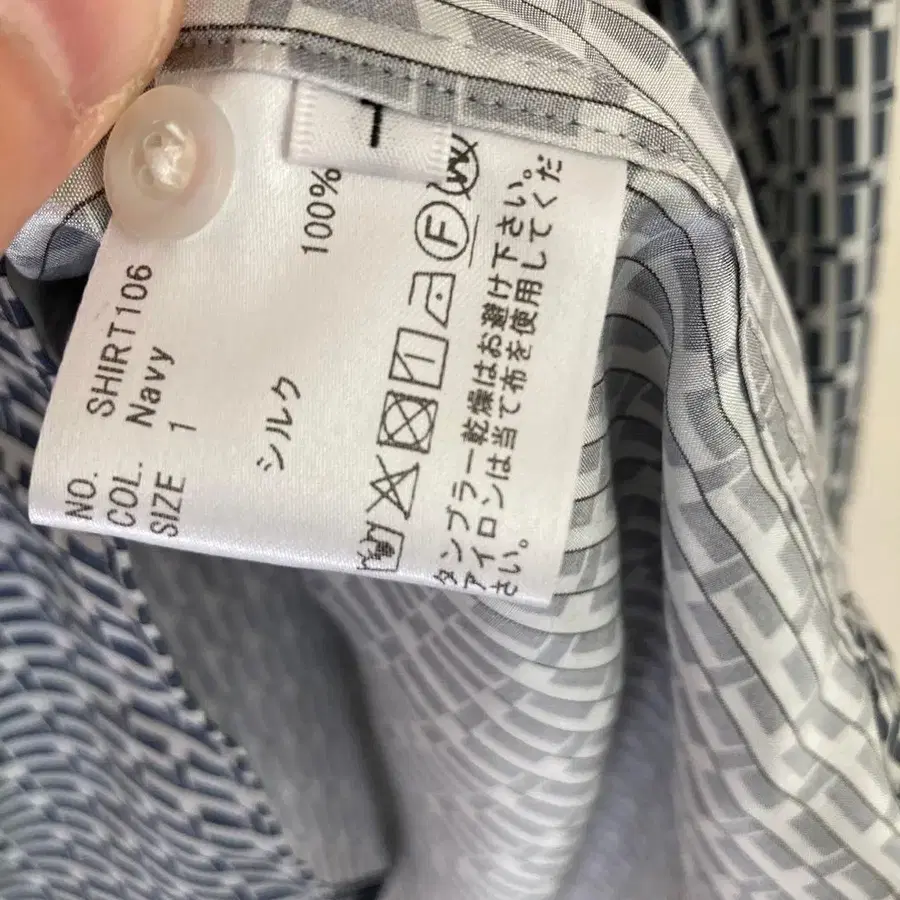 NO. SHIRT106
COL. Navy
SIZE 1
シルク 100%
F
タンブラー乾燥はお避け下さい。
アイロンは当て布を使用してくだ
さい。
1